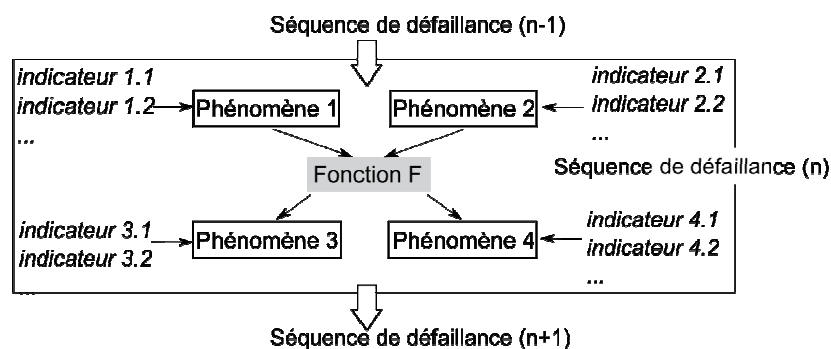 Séquence de défaillance (n-1)
indicateur 1.1
indicateur 1.2
...
Phénomène 1
Phénomène 2
indicateur 2.1
indicateur 2.2
...
Fonction F
Séquence de défaillance (n)
indicateur 3.1
indicateur 3.2
...
Phénomène 3
Phénomène 4
indicateur 4.1
indicateur 4.2
...
Séquence de défaillance (n+1)